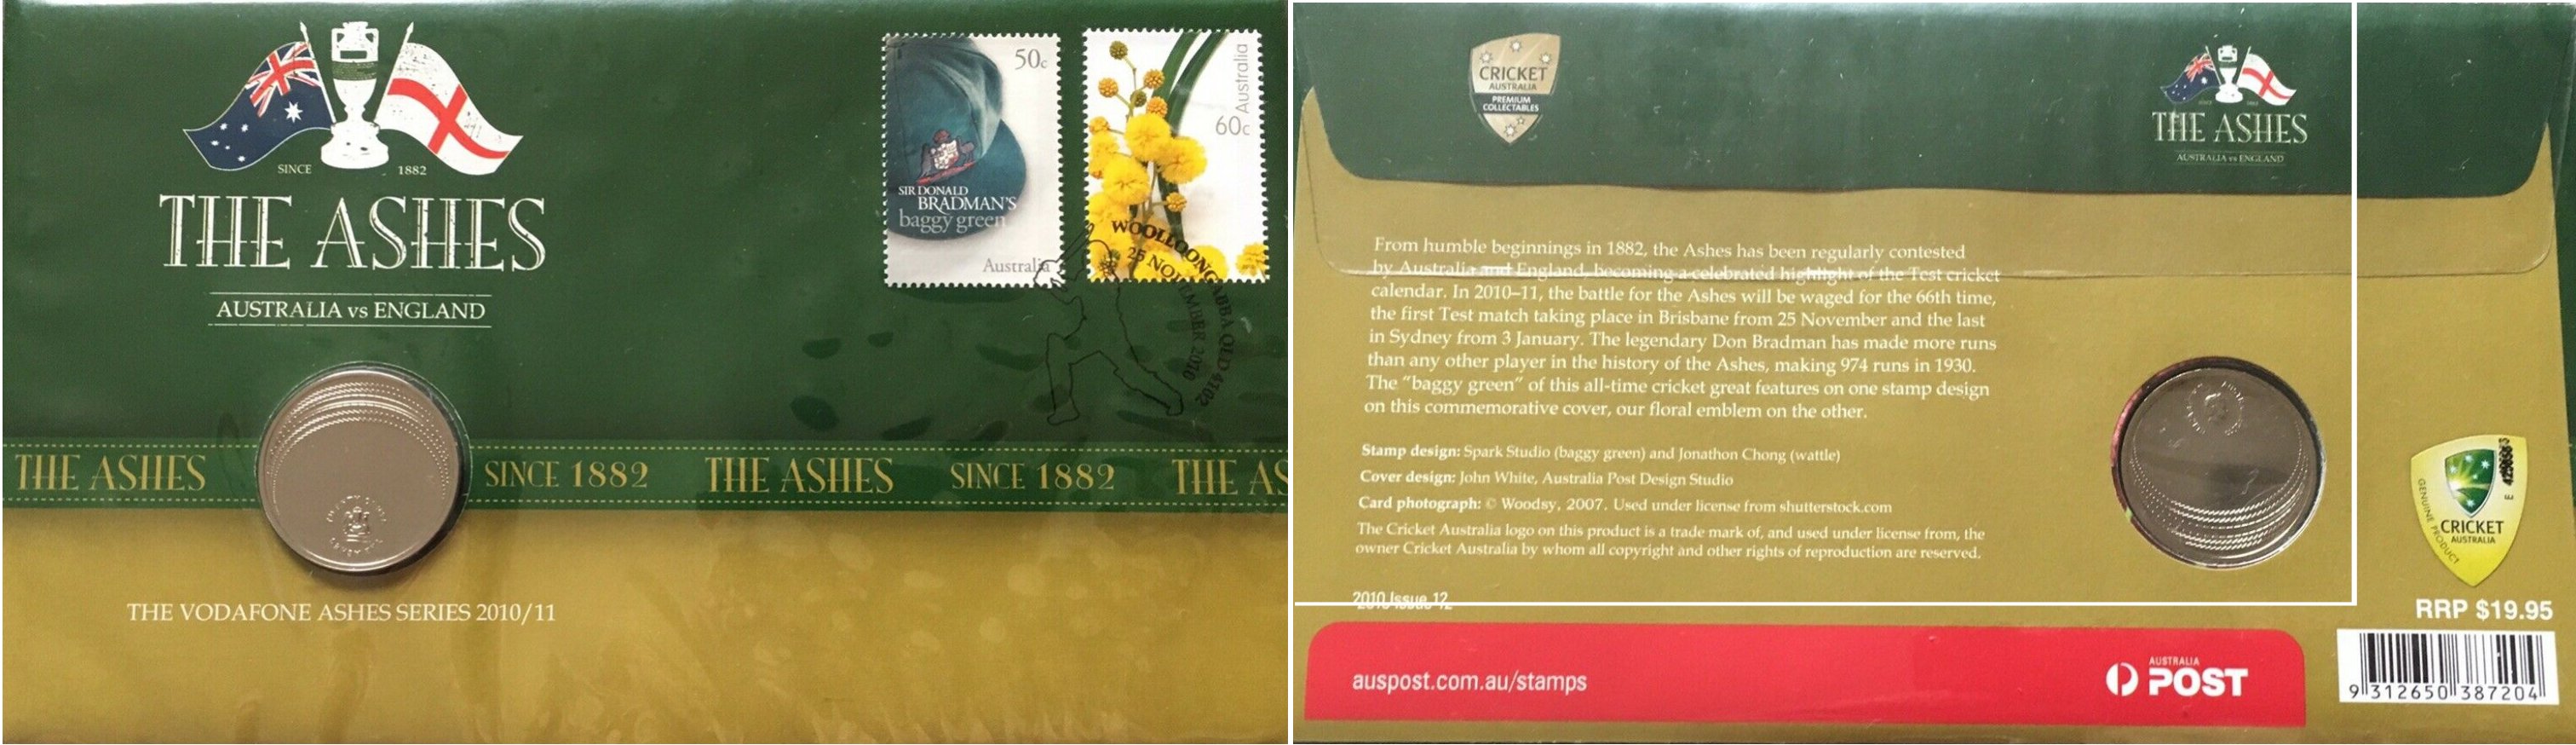 SINCE 1882
THE ASHES
AUSTRALIA vs ENGLAND
50c
SIR DONALD
BRADMAN'S
baggy green
Australia
Australia
60c
WOOLLOONGABBA QLD 4102
25 NOVEMBER 2010
THE ASHES SINCE 1882 THE ASHES SINCE 1882 THE AS
THE VODAFONE ASHES SERIES 2010/11
CRICKET
AUSTRALIA
PREMIUM
COLLECTABLES
SINCE 1882
THE ASHES
AUSTRALIA vs ENGLAND
From humble beginnings in 1882, the Ashes has been regularly contested
by Australia and England, becoming a celebrated highlight of the Test cricket
calendar. In 2010–11, the battle for the Ashes will be waged for the 66th time,
the first Test match taking place in Brisbane from 25 November and the last
in Sydney from 3 January. The legendary Don Bradman has made more runs
than any other player in the history of the Ashes, making 974 runs in 1930.
The "baggy green" of this all-time cricket great features on one stamp design
on this commemorative cover, our floral emblem on the other.
Stamp design: Spark Studio (baggy green) and Jonathon Chong (wattle)
Cover design: John White, Australia Post Design Studio
Card photograph: © Woodsy, 2007. Used under license from shutterstock.com
The Cricket Australia logo on this product is a trade mark of, and used under license from, the
owner Cricket Australia by whom all copyright and other rights of reproduction are reserved.
2010 Issue 12
GENUINE PRODUCT
CRICKET
AUSTRALIA
RRP $19.95
9 312650 387204
auspost.com.au/stamps
AUSTRALIA
POST